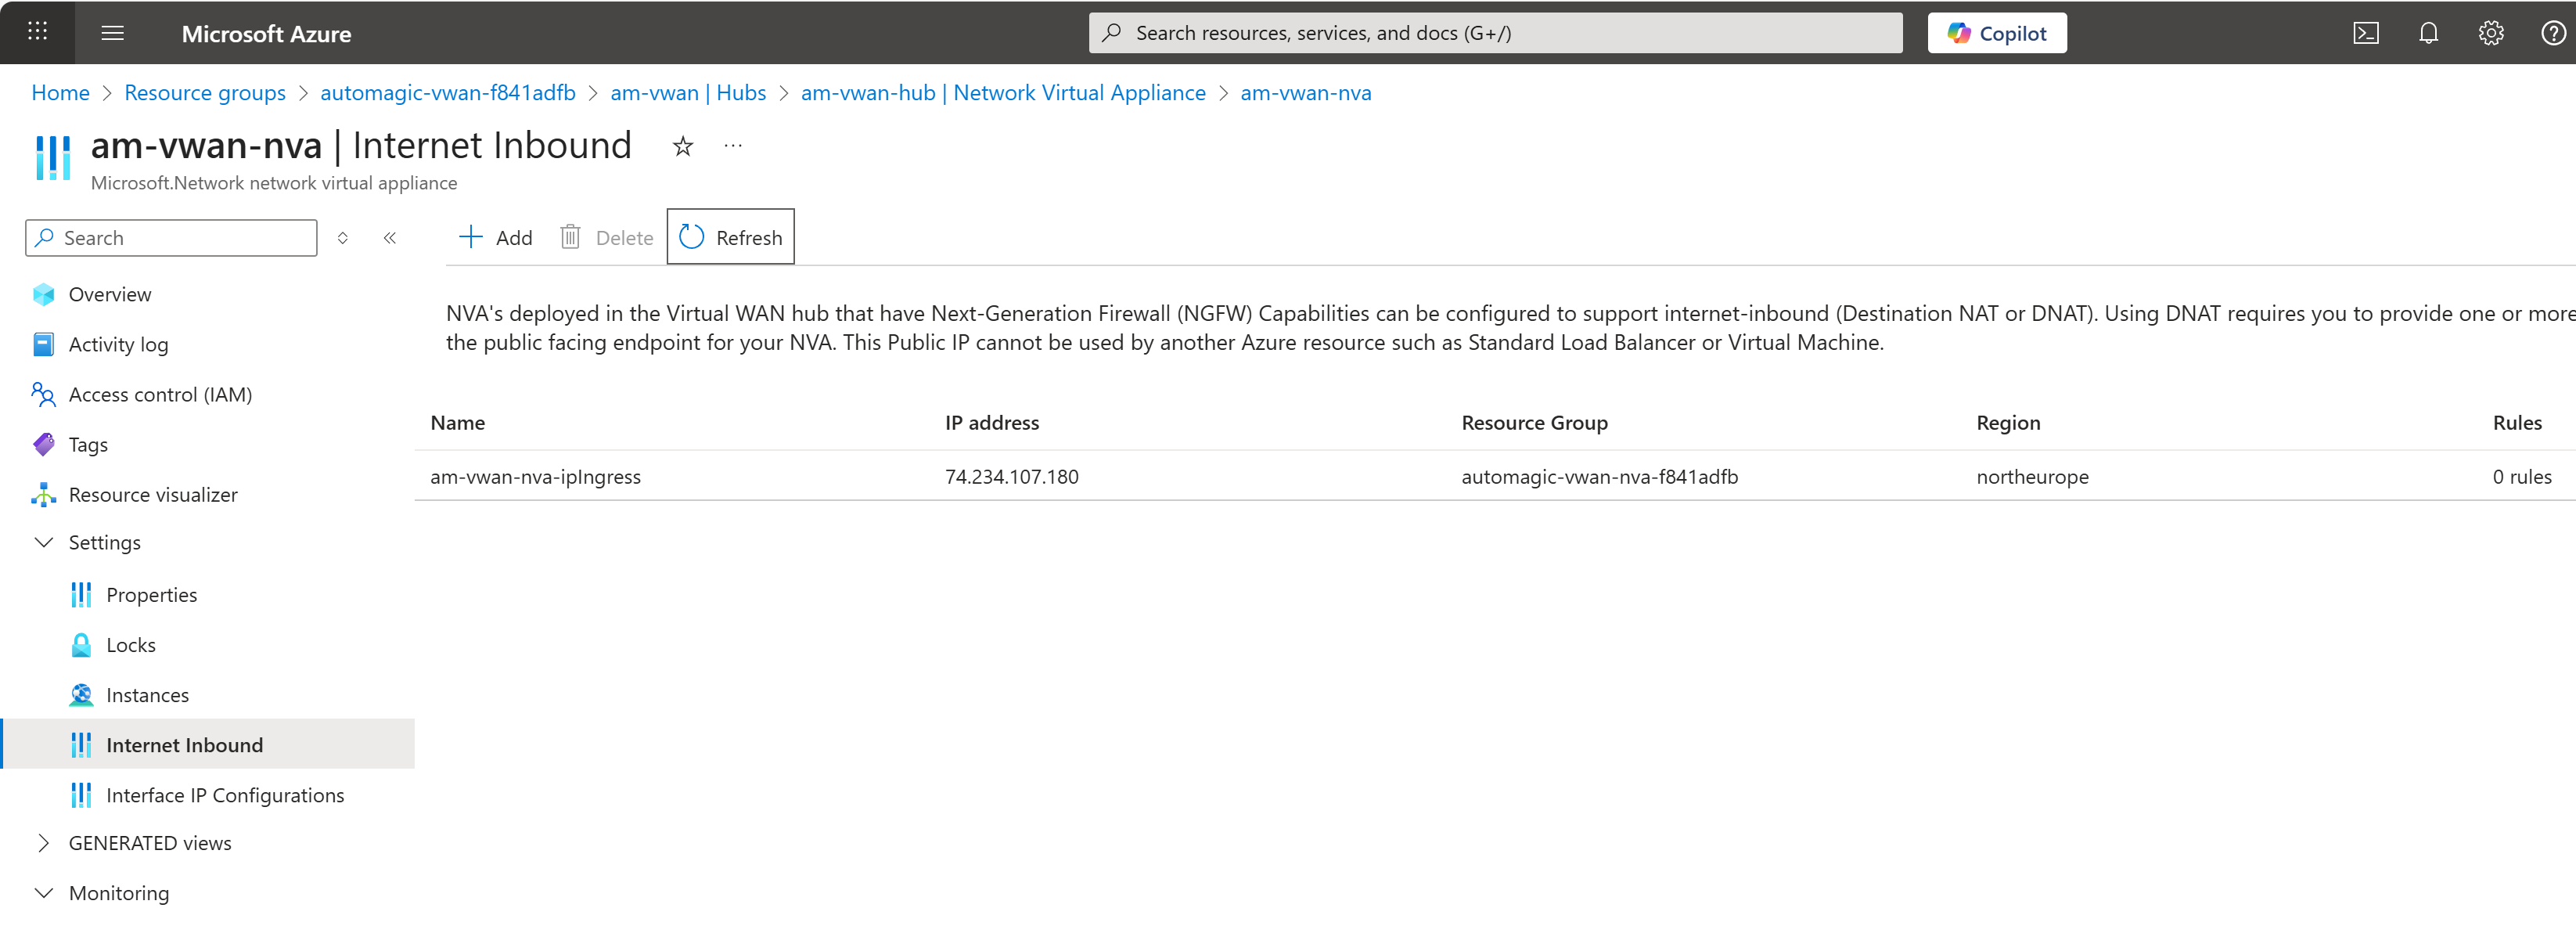 Microsoft Azure
Search resources, services, and docs (G+/)
Copilot
Home > Resource groups > automagic-vwan-f841adfb > am-vwan | Hubs > am-vwan-hub | Network Virtual Appliance > am-vwan-nva
am-vwan-nva | Internet Inbound
Microsoft.Network network virtual appliance
Search
Add
Delete
Refresh
Overview
Activity log
Access control (IAM)
Tags
Resource visualizer
Settings
Properties
Locks
Instances
Internet Inbound
Interface IP Configurations
GENERATED views
Monitoring
NVA's deployed in the Virtual WAN hub that have Next-Generation Firewall (NGFW) Capabilities can be configured to support internet-inbound (Destination NAT or DNAT). Using DNAT requires you to provide one or more
the public facing endpoint for your NVA. This Public IP cannot be used by another Azure resource such as Standard Load Balancer or Virtual Machine.
Name IP address Resource Group Region Rules
am-vwan-nva-ipIngress 74.234.107.180 automagic-vwan-nva-f841adfb northeurope 0 rules